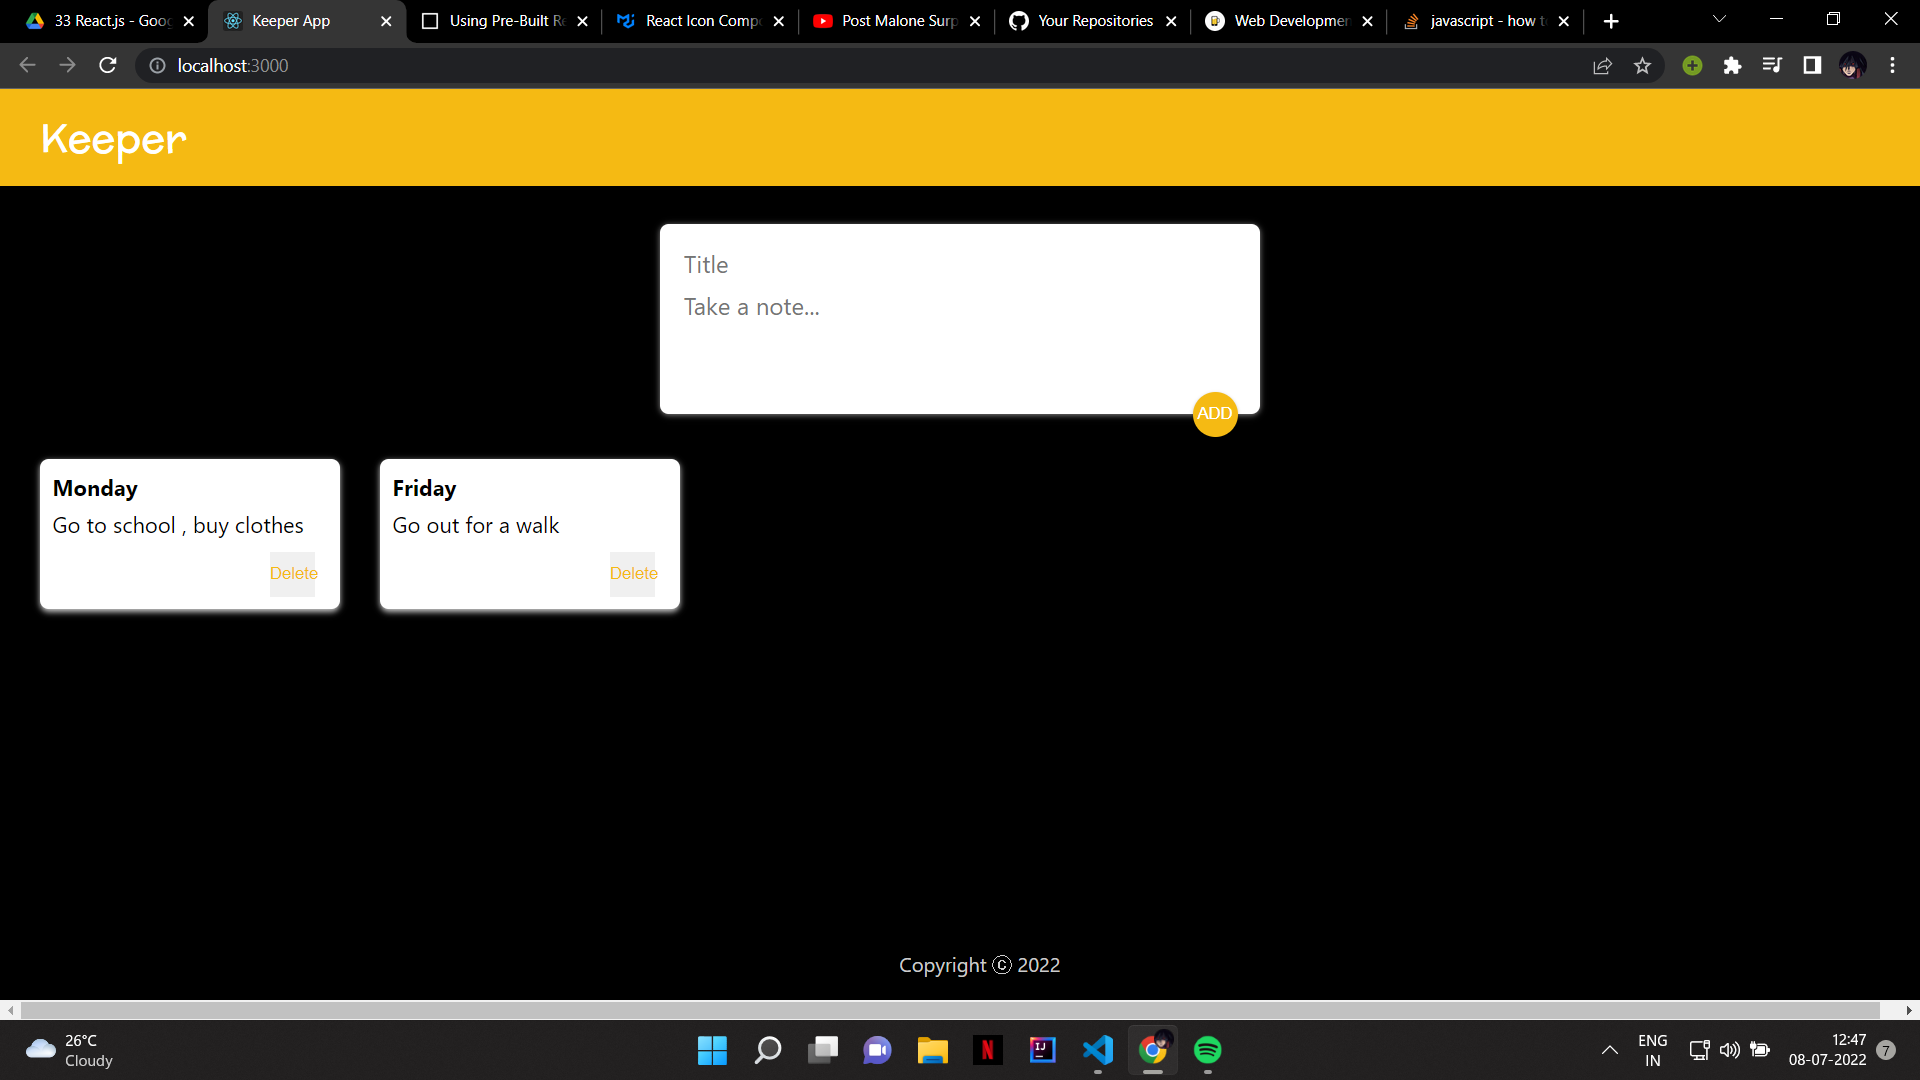 33 React.js - Goog
Keeper App
Using Pre-Built Re
React Icon Compo
Post Malone Surp
Your Repositories
Web Developmen
javascript - how t
localhost:3000
Keeper
Title
Take a note...
ADD
Monday
Go to school , buy clothes
Delete
Friday
Go out for a walk
Delete
Copyright ⓒ 2022
26°C
Cloudy
ENG
IN
12:47
08-07-2022
7